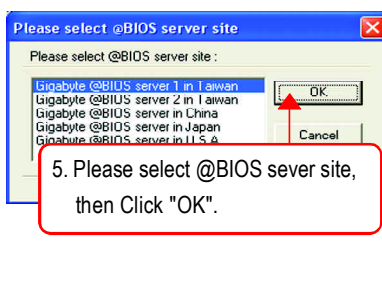 Please select @BIOS server site
Please select @BIOS server site :
Gigabyte @BIOS server 1 in Taiwan
Gigabyte @BIOS server 2 in Taiwan
Gigabyte @BIOS server in China
Gigabyte @BIOS server in Japan
Gigabyte @BIOS server in U.S.A
OK
Cancel
5. Please select @BIOS sever site,
then Click "OK".